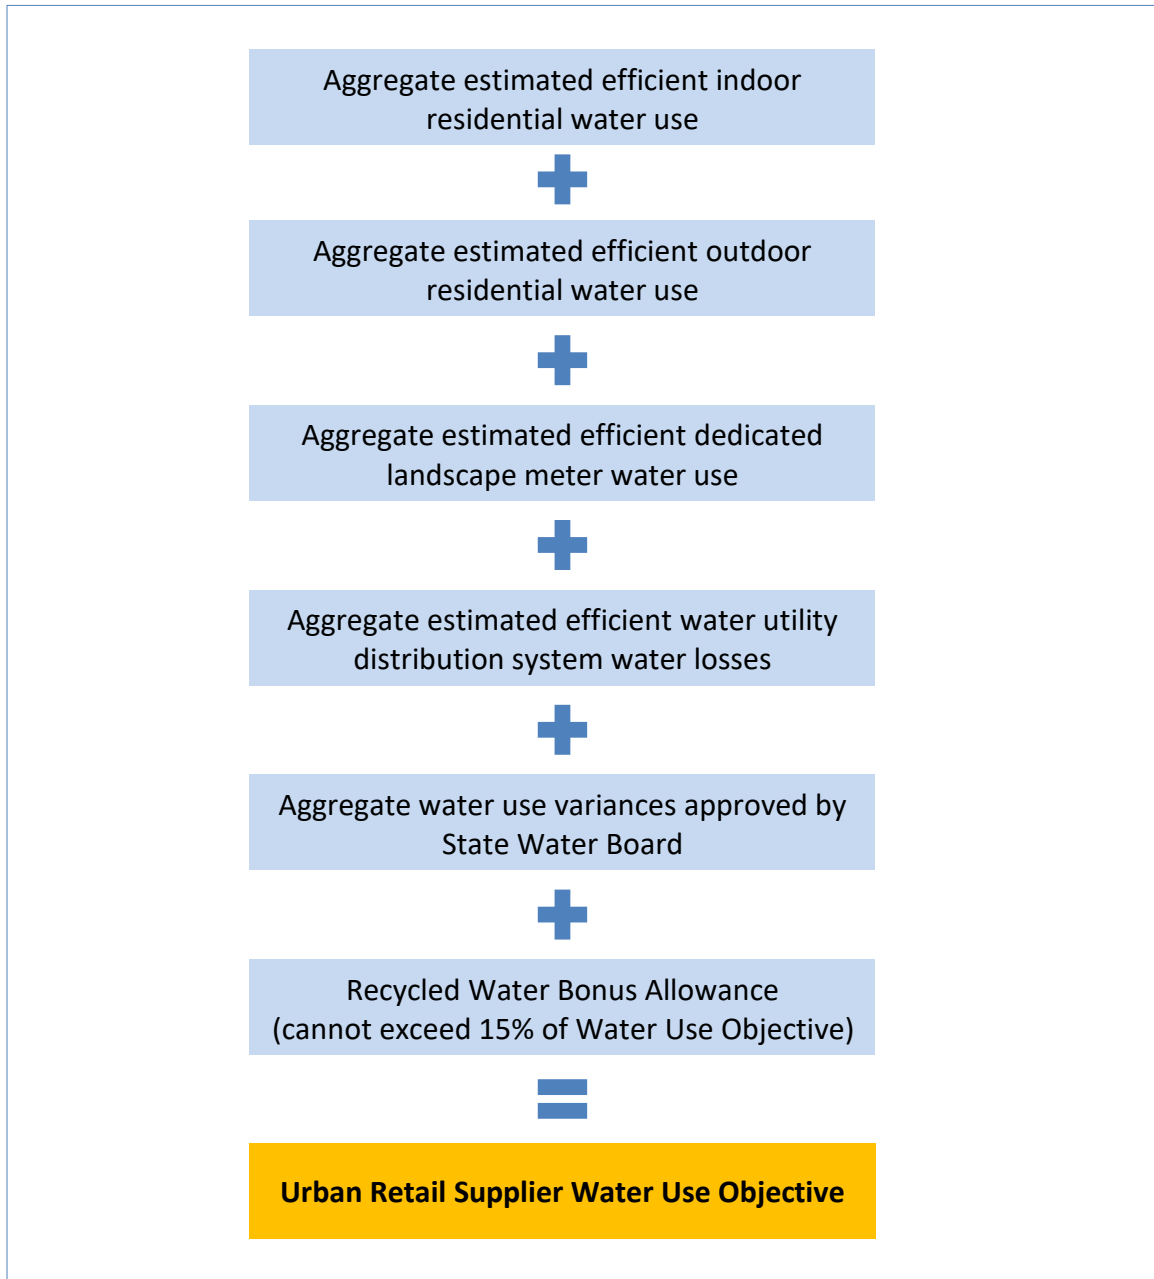 Aggregate estimated efficient indoor
residential water use
Aggregate estimated efficient outdoor
residential water use
Aggregate estimated efficient dedicated
landscape meter water use
Aggregate estimated efficient water utility
distribution system water losses
Aggregate water use variances approved by
State Water Board
Recycled Water Bonus Allowance
(cannot exceed 15% of Water Use Objective)
Urban Retail Supplier Water Use Objective